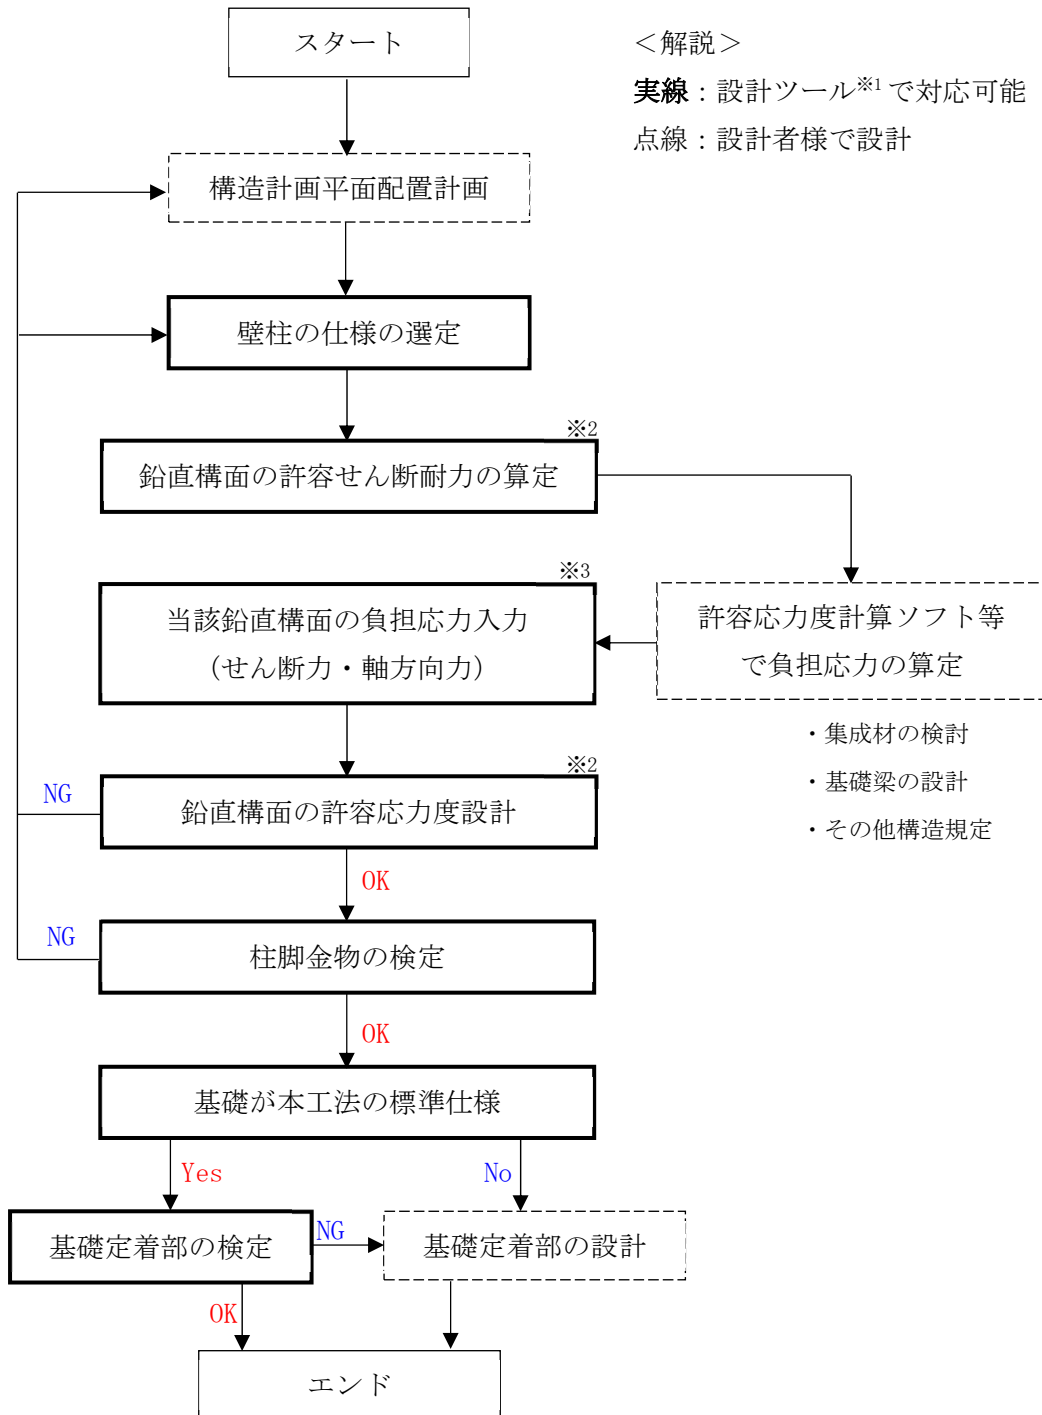 スタート
＜解説＞
実線：設計ツール※1で対応可能
点線：設計者様で設計
構造計画平面配置計画
壁柱の仕様の選定
※2
鉛直構面の許容せん断耐力の算定
※3
当該鉛直構面の負担応力入力
（せん断力・軸方向力）
許容応力度計算ソフト等
で負担応力の算定
・集成材の検討
・基礎梁の設計
・その他構造規定
※2
NG
鉛直構面の許容応力度設計
OK
NG
柱脚金物の検定
OK
基礎が本工法の標準仕様
Yes
No
基礎定着部の検定
NG
基礎定着部の設計
OK
エンド